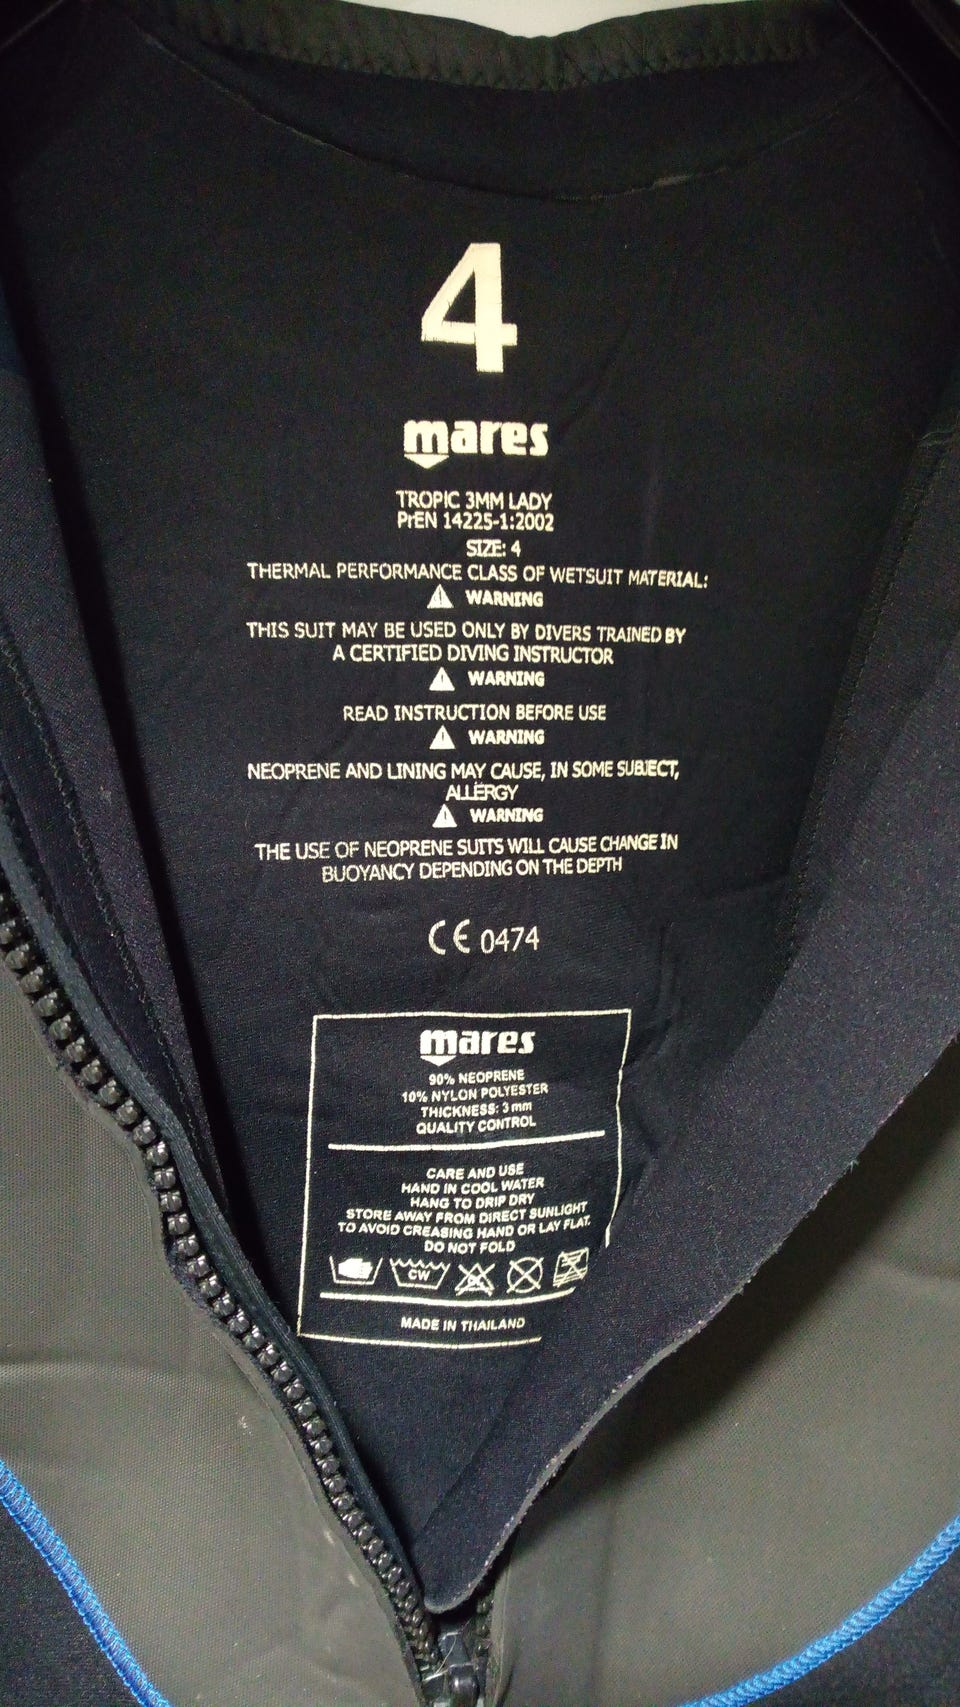 4
mares
TROPIC 3MM LADY
PrEN 14225-1:2002
SIZE: 4
THERMAL PERFORMANCE CLASS OF WETSUIT MATERIAL:
WARNING
THIS SUIT MAY BE USED ONLY BY DIVERS TRAINED BY
A CERTIFIED DIVING INSTRUCTOR
WARNING
READ INSTRUCTION BEFORE USE
WARNING
NEOPRENE AND LINING MAY CAUSE, IN SOME SUBJECT,
ALLERGY
WARNING
THE USE OF NEOPRENE SUITS WILL CAUSE CHANGE IN
BUOYANCY DEPENDING ON THE DEPTH
CE 0474
mares
90% NEOPRENE
10% NYLON POLYESTER
THICKNESS: 3 mm
QUALITY CONTROL
CARE AND USE
HAND IN COOL WATER
HANG TO DRIP DRY
STORE AWAY FROM DIRECT SUNLIGHT
TO AVOID CREASING HAND OR LAY FLAT.
DO NOT FOLD
CW
MADE IN THAILAND